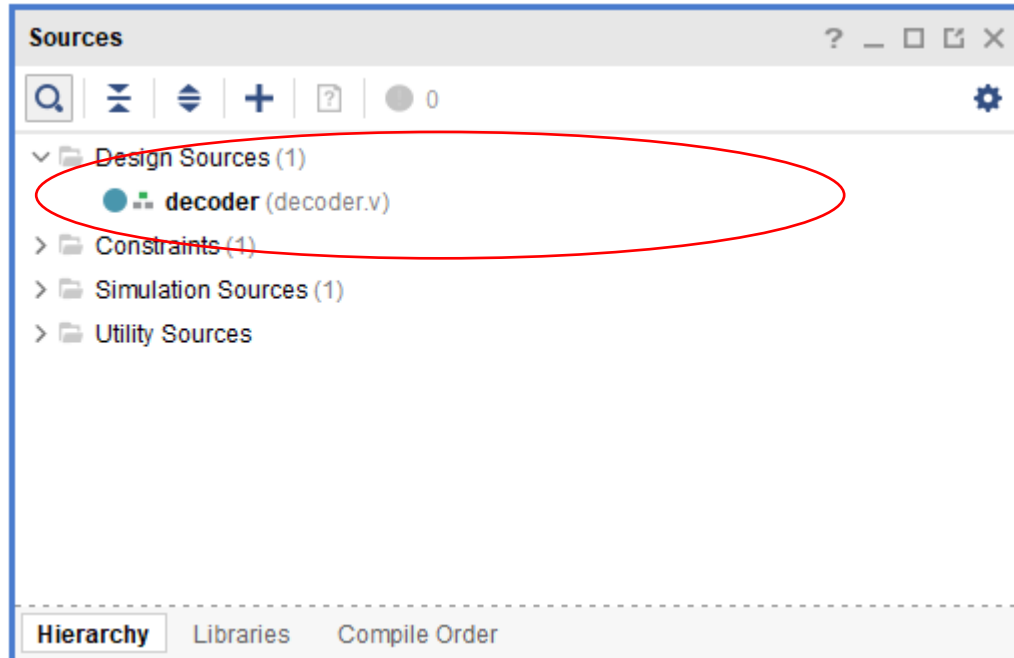 Sources
0
Design Sources (1)
decoder (decoder.v)
Constraints (1)
Simulation Sources (1)
Utility Sources
Hierarchy Libraries Compile Order